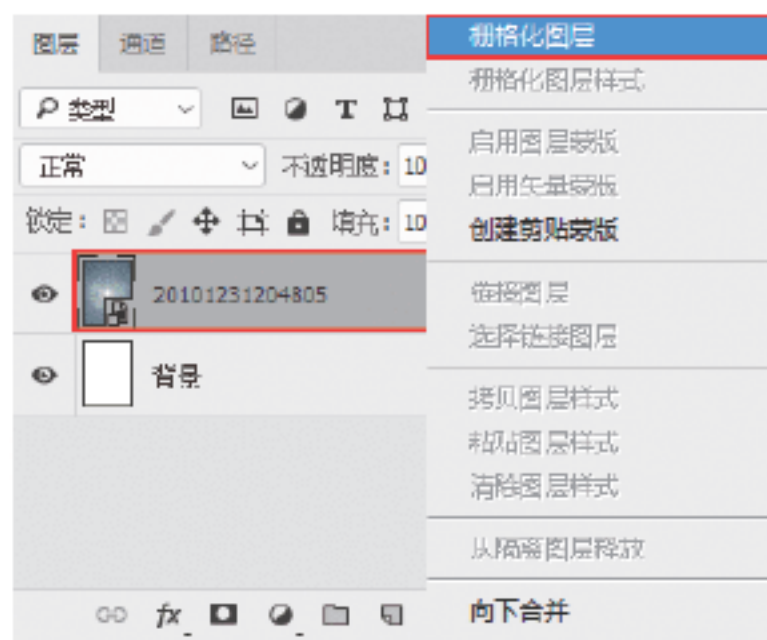 图层 通道 路径
类型
T
正常 不透明度: 10
锁定: 填充: 10
20101231204805
背景
fx
栅格化图层
栅格化图层样式
启用图层蒙版
启用矢量蒙版
创建剪贴蒙版
链接图层
选择链接图层
拷贝图层样式
粘贴图层样式
清除图层样式
从隔离图层释放
向下合并